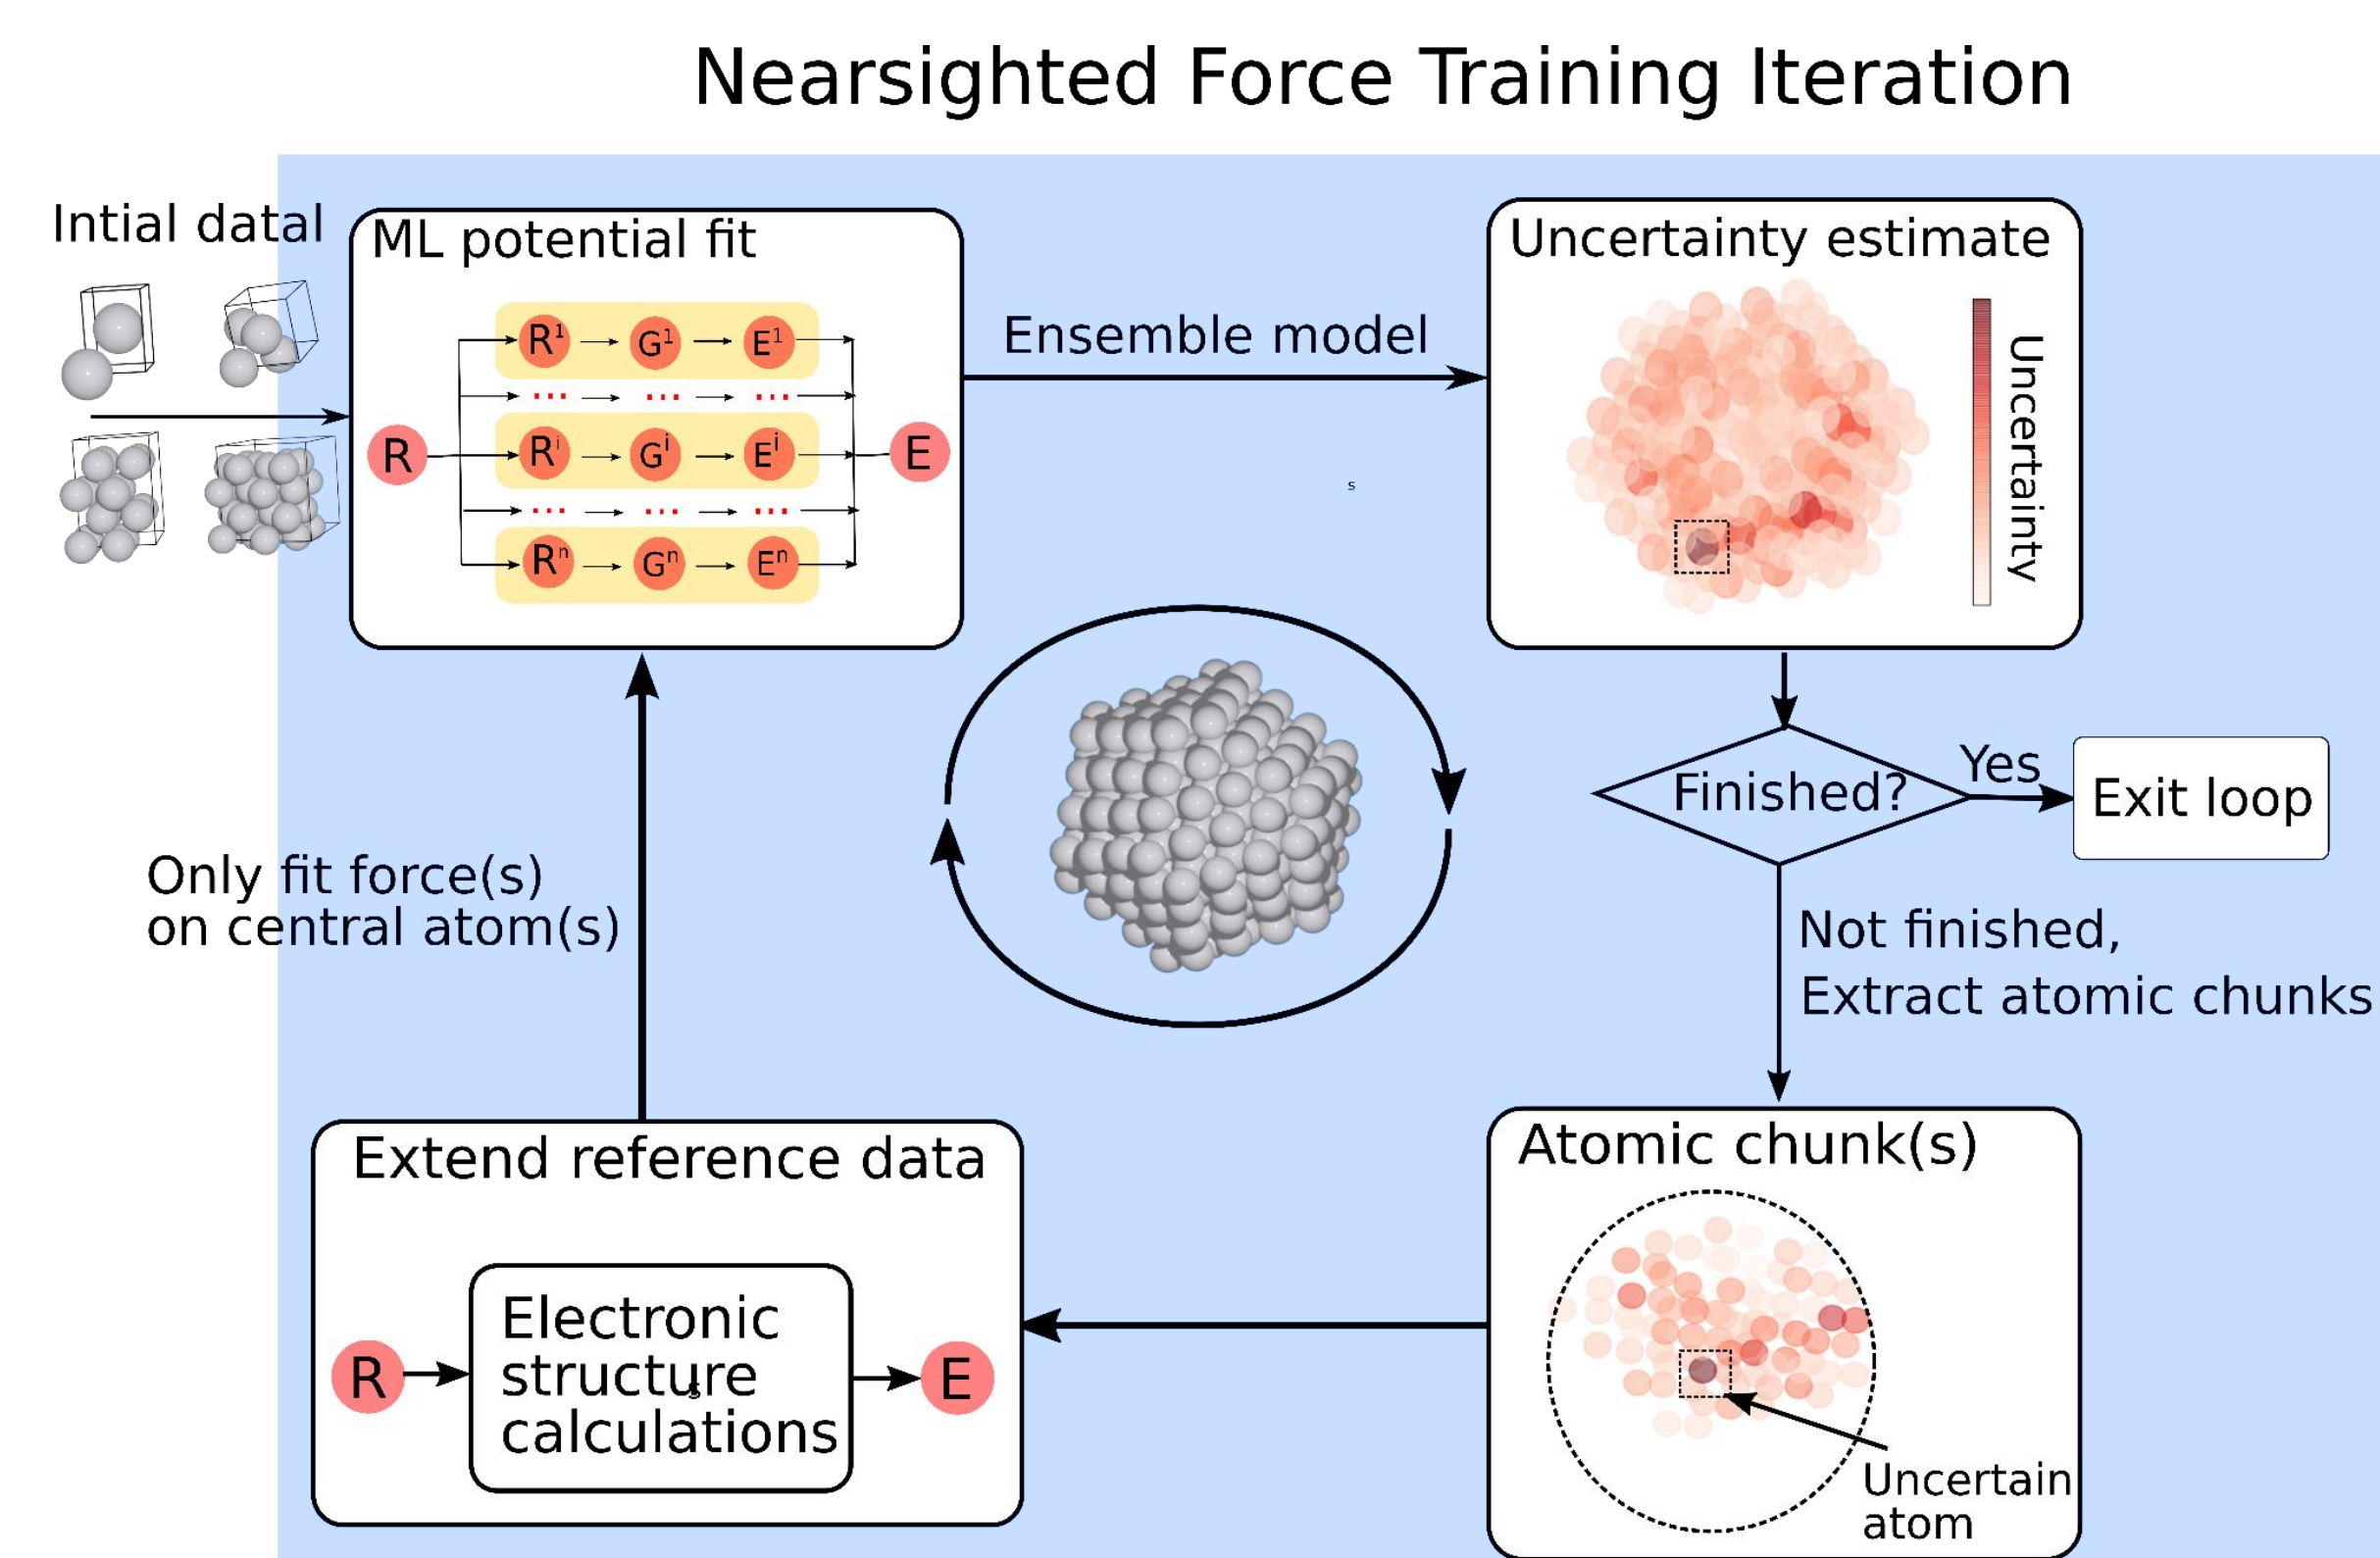 Nearsighted Force Training Iteration
Intial datal
ML potential fit
R¹ G¹ E¹
... ... ...
R Rⁱ Gⁱ Eⁱ E
... ... ...
Rⁿ Gⁿ Eⁿ
Ensemble model
s
Uncertainty estimate
Uncertainty
Finished?
Yes
Exit loop
Not finished,
Extract atomic chunks
Atomic chunk(s)
Uncertain
atom
Extend reference data
R
Electronic
structure
s
calculations
E
Only fit force(s)
on central atom(s)